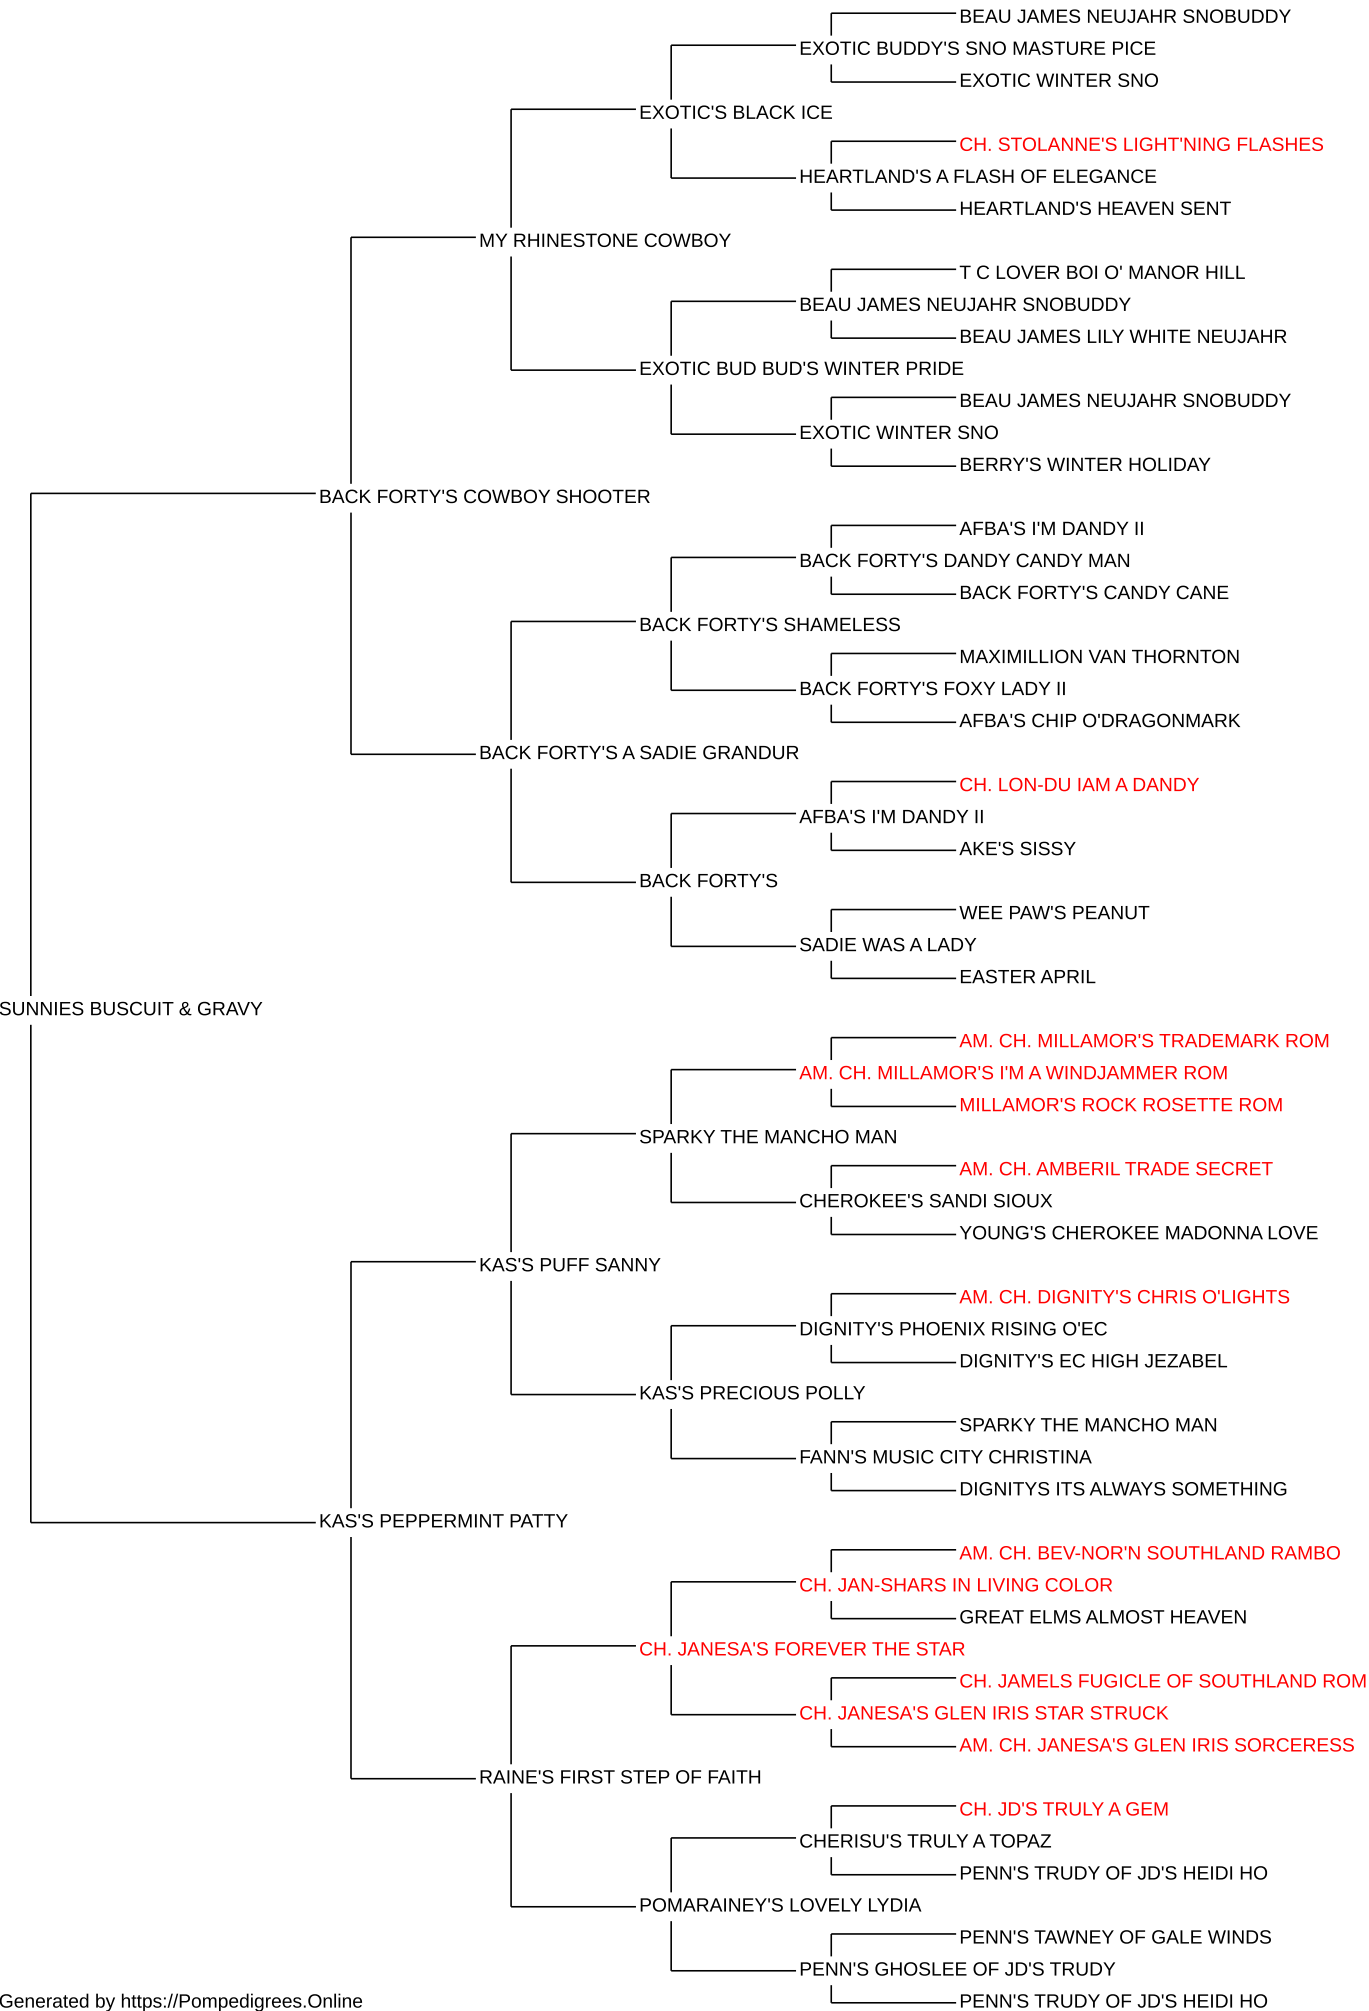 BEAU JAMES NEUJAHR SNOBUDDY
EXOTIC BUDDY'S SNO MASTURE PICE
EXOTIC WINTER SNO
EXOTIC'S BLACK ICE
CH. STOLANNE'S LIGHT'NING FLASHES
HEARTLAND'S A FLASH OF ELEGANCE
HEARTLAND'S HEAVEN SENT
MY RHINESTONE COWBOY
T C LOVER BOI O' MANOR HILL
BEAU JAMES NEUJAHR SNOBUDDY
BEAU JAMES LILY WHITE NEUJAHR
EXOTIC BUD BUD'S WINTER PRIDE
BEAU JAMES NEUJAHR SNOBUDDY
EXOTIC WINTER SNO
BERRY'S WINTER HOLIDAY
BACK FORTY'S COWBOY SHOOTER
AFBA'S I'M DANDY II
BACK FORTY'S DANDY CANDY MAN
BACK FORTY'S CANDY CANE
BACK FORTY'S SHAMELESS
MAXIMILLION VAN THORNTON
BACK FORTY'S FOXY LADY II
AFBA'S CHIP O'DRAGONMARK
BACK FORTY'S A SADIE GRANDUR
CH. LON-DU IAM A DANDY
AFBA'S I'M DANDY II
AKE'S SISSY
BACK FORTY'S
WEE PAW'S PEANUT
SADIE WAS A LADY
EASTER APRIL
SUNNIES BUSCUIT & GRAVY
AM. CH. MILLAMOR'S TRADEMARK ROM
AM. CH. MILLAMOR'S I'M A WINDJAMMER ROM
MILLAMOR'S ROCK ROSETTE ROM
SPARKY THE MANCHO MAN
AM. CH. AMBERIL TRADE SECRET
CHEROKEE'S SANDI SIOUX
YOUNG'S CHEROKEE MADONNA LOVE
KAS'S PUFF SANNY
AM. CH. DIGNITY'S CHRIS O'LIGHTS
DIGNITY'S PHOENIX RISING O'EC
DIGNITY'S EC HIGH JEZABEL
KAS'S PRECIOUS POLLY
SPARKY THE MANCHO MAN
FANN'S MUSIC CITY CHRISTINA
DIGNITYS ITS ALWAYS SOMETHING
KAS'S PEPPERMINT PATTY
AM. CH. BEV-NOR'N SOUTHLAND RAMBO
CH. JAN-SHARS IN LIVING COLOR
GREAT ELMS ALMOST HEAVEN
CH. JANESA'S FOREVER THE STAR
CH. JAMELS FUGICLE OF SOUTHLAND ROM
CH. JANESA'S GLEN IRIS STAR STRUCK
AM. CH. JANESA'S GLEN IRIS SORCERESS
RAINE'S FIRST STEP OF FAITH
CH. JD'S TRULY A GEM
CHERISU'S TRULY A TOPAZ
PENN'S TRUDY OF JD'S HEIDI HO
POMARAINEY'S LOVELY LYDIA
PENN'S TAWNEY OF GALE WINDS
PENN'S GHOSLEE OF JD'S TRUDY
PENN'S TRUDY OF JD'S HEIDI HO
Generated by https://Pompedigrees.Online